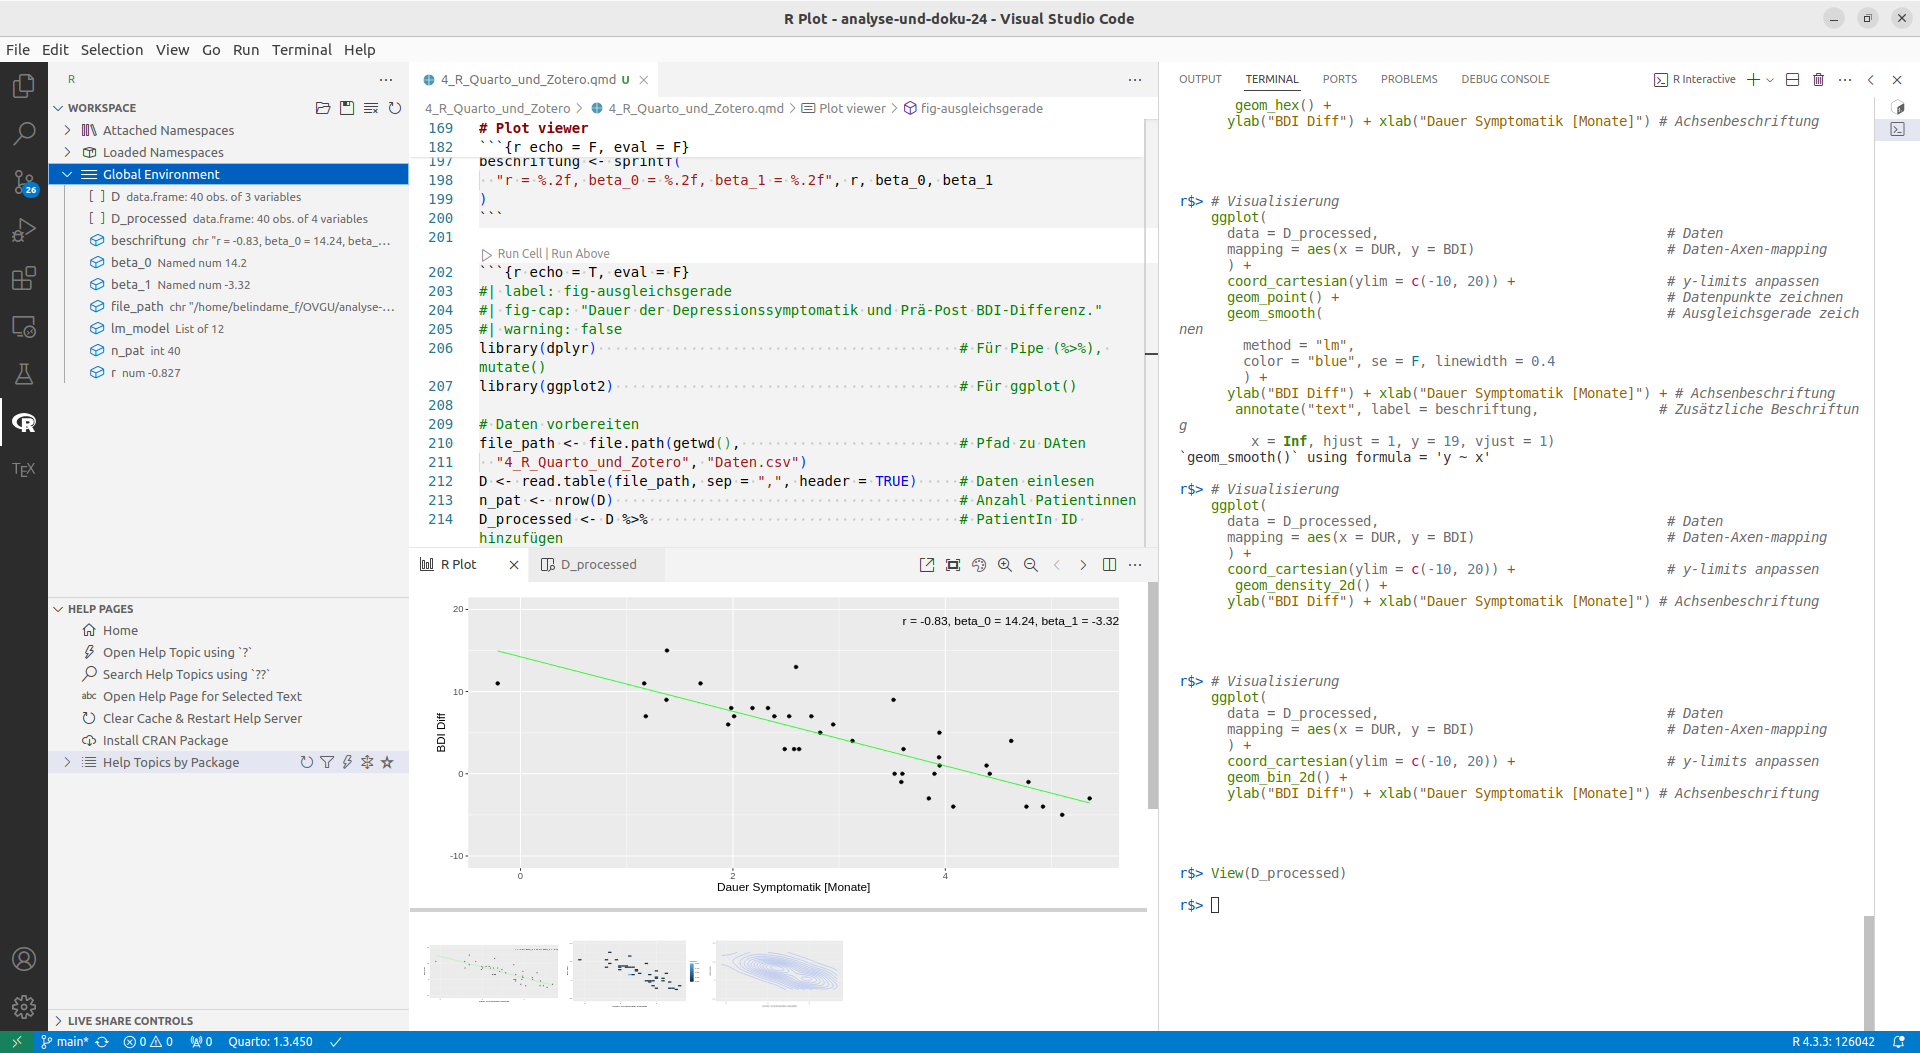 R Plot - analyse-und-doku-24 - Visual Studio Code
File Edit Selection View Go Run Terminal Help
R
WORKSPACE
Attached Namespaces
Loaded Namespaces
Global Environment
D data.frame: 40 obs. of 3 variables
D_processed data.frame: 40 obs. of 4 variables
beschriftung chr "r = -0.83, beta_0 = 14.24, beta_...
beta_0 Named num 14.2
beta_1 Named num -3.32
file_path chr "/home/belindame_f/OVGU/analyse-...
lm_model List of 12
n_pat int 40
r num -0.827
26
TEX
HELP PAGES
Home
Open Help Topic using `?`
Search Help Topics using `??`
abc Open Help Page for Selected Text
Clear Cache & Restart Help Server
Install CRAN Package
Help Topics by Package
LIVE SHARE CONTROLS
4_R_Quarto_und_Zotero.qmd U
4_R_Quarto_und_Zotero > 4_R_Quarto_und_Zotero.qmd > Plot viewer > fig-ausgleichsgerade
169 # Plot viewer
182 ```{r echo = F, eval = F}
197 beschriftung <- sprintf(
198 "r = %.2f, beta_0 = %.2f, beta_1 = %.2f", r, beta_0, beta_1
199 )
200 ```
201
Run Cell | Run Above
202 ```{r echo = T, eval = F}
203 #| label: fig-ausgleichsgerade
204 #| fig-cap: "Dauer der Depressionssymptomatik und Prä-Post BDI-Differenz."
205 #| warning: false
206 library(dplyr) # Für Pipe (%>%),
mutate()
207 library(ggplot2) # Für ggplot()
208
209 # Daten vorbereiten
210 file_path <- file.path(getwd(), # Pfad zu DAten
211 "4_R_Quarto_und_Zotero", "Daten.csv")
212 D <- read.table(file_path, sep = ",", header = TRUE) # Daten einlesen
213 n_pat <- nrow(D) # Anzahl Patientinnen
214 D_processed <- D %>% # PatientIn ID
hinzufügen
R Plot
D_processed
r = -0.83, beta_0 = 14.24, beta_1 = -3.32
20
10
0
-10
BDI Diff
0 2 4
Dauer Symptomatik [Monate]
OUTPUT TERMINAL PORTS PROBLEMS DEBUG CONSOLE
R Interactive
geom_hex() +
ylab("BDI Diff") + xlab("Dauer Symptomatik [Monate]") # Achsenbeschriftung
r$> # Visualisierung
ggplot(
data = D_processed, # Daten
mapping = aes(x = DUR, y = BDI) # Daten-Axen-mapping
) +
coord_cartesian(ylim = c(-10, 20)) + # y-limits anpassen
geom_point() + # Datenpunkte zeichnen
geom_smooth( # Ausgleichsgerade zeich
nen
method = "lm",
color = "blue", se = F, linewidth = 0.4
) +
ylab("BDI Diff") + xlab("Dauer Symptomatik [Monate]") + # Achsenbeschriftung
annotate("text", label = beschriftung, # Zusätzliche Beschriftun
g
x = Inf, hjust = 1, y = 19, vjust = 1)
`geom_smooth()` using formula = 'y ~ x'
r$> # Visualisierung
ggplot(
data = D_processed, # Daten
mapping = aes(x = DUR, y = BDI) # Daten-Axen-mapping
) +
coord_cartesian(ylim = c(-10, 20)) + # y-limits anpassen
geom_density_2d() +
ylab("BDI Diff") + xlab("Dauer Symptomatik [Monate]") # Achsenbeschriftung
r$> # Visualisierung
ggplot(
data = D_processed, # Daten
mapping = aes(x = DUR, y = BDI) # Daten-Axen-mapping
) +
coord_cartesian(ylim = c(-10, 20)) + # y-limits anpassen
geom_bin_2d() +
ylab("BDI Diff") + xlab("Dauer Symptomatik [Monate]") # Achsenbeschriftung
r$> View(D_processed)
r$>
main* 0 0 0 Quarto: 1.3.450
R 4.3.3: 126042